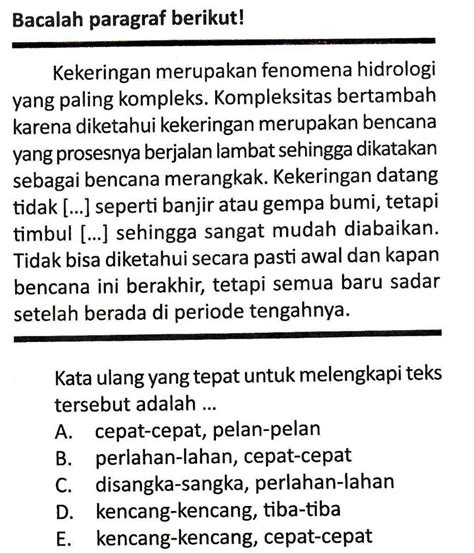 Bacalah paragraf berikut!
Kekeringan merupakan fenomena hidrologi
yang paling kompleks. Kompleksitas bertambah
karena diketahui kekeringan merupakan bencana
yang prosesnya berjalan lambat sehingga dikatakan
sebagai bencana merangkak. Kekeringan datang
tidak [...] seperti banjir atau gempa bumi, tetapi
timbul [...] sehingga sangat mudah diabaikan.
Tidak bisa diketahui secara pasti awal dan kapan
bencana ini berakhir, tetapi semua baru sadar
setelah berada di periode tengahnya.
Kata ulang yang tepat untuk melengkapi teks
tersebut adalah ...
A. cepat-cepat, pelan-pelan
B. perlahan-lahan, cepat-cepat
C. disangka-sangka, perlahan-lahan
D. kencang-kencang, tiba-tiba
E. kencang-kencang, cepat-cepat